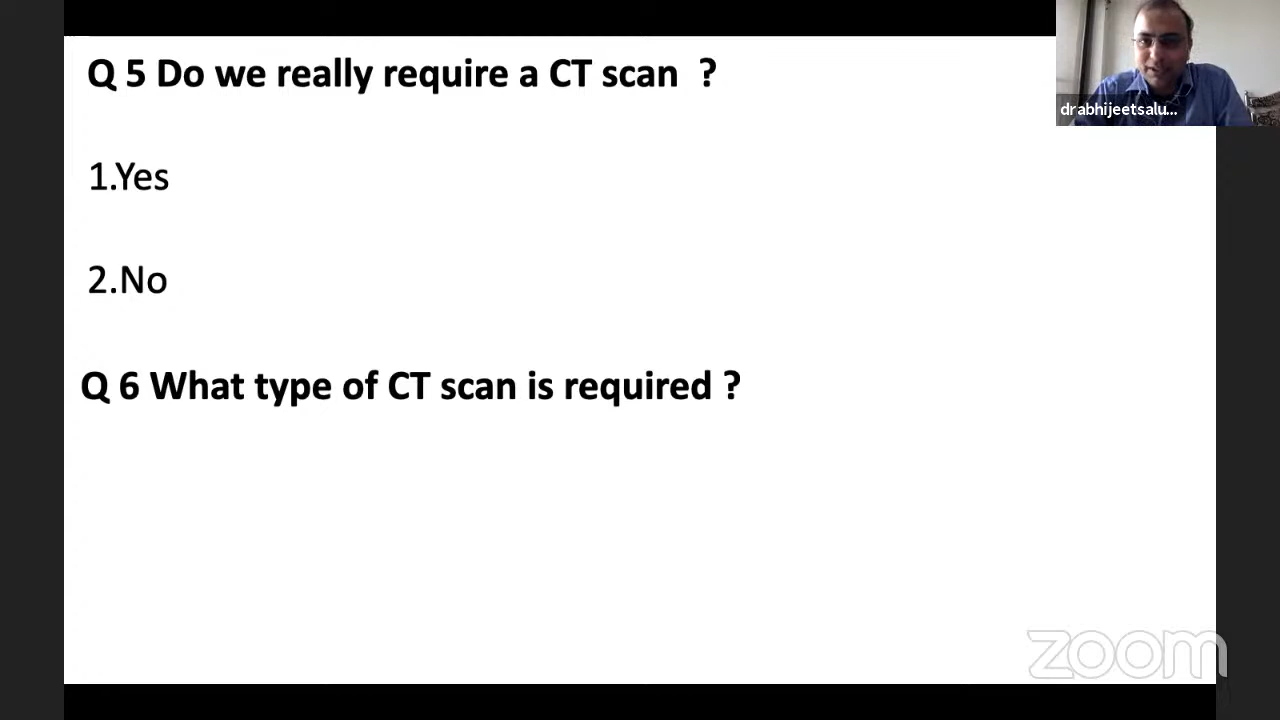 Q 5 Do we really require a CT scan ?
drabhijeetsalu...
1.Yes
2.No
Q 6 What type of CT scan is required ?
zoom